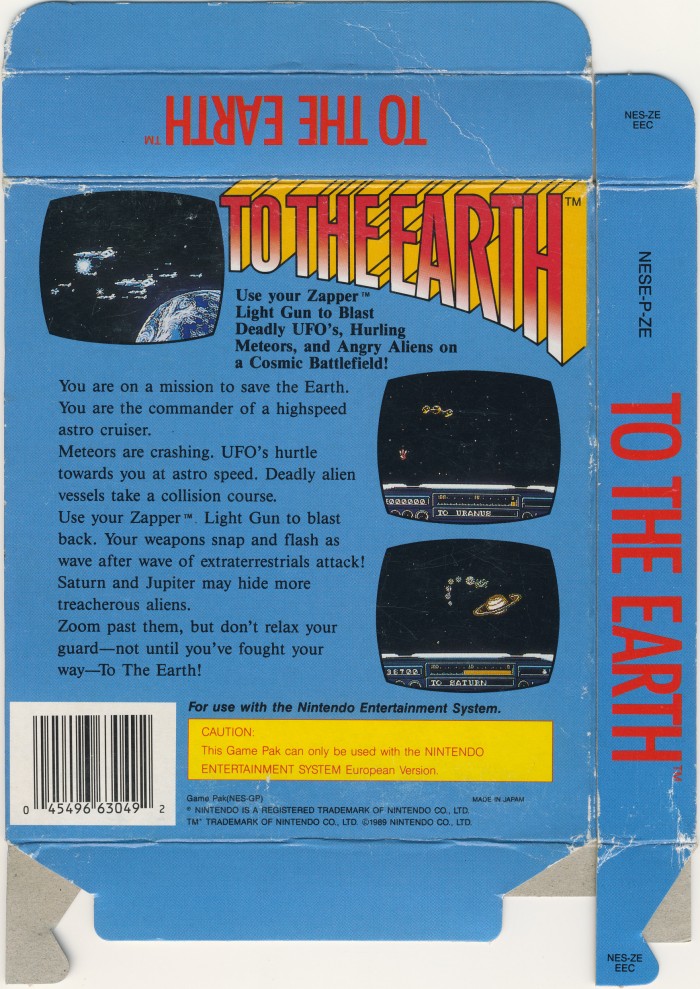 TO THE EARTH™
NES-ZE
EEC
TO THE EARTH™
Use your Zapper™
Light Gun to Blast
Deadly UFO's, Hurling
Meteors, and Angry Aliens on
a Cosmic Battlefield!
You are on a mission to save the Earth.
You are the commander of a highspeed
astro cruiser.
Meteors are crashing. UFO's hurtle
towards you at astro speed. Deadly alien
vessels take a collision course.
Use your Zapper™. Light Gun to blast
back. Your weapons snap and flash as
wave after wave of extraterrestrials attack!
Saturn and Jupiter may hide more
treacherous aliens.
Zoom past them, but don't relax your
guard—not until you've fought your
way—To The Earth!
000000
TO URANUS
36700
TO SATURN
For use with the Nintendo Entertainment System.
CAUTION:
This Game Pak can only be used with the NINTENDO
ENTERTAINMENT SYSTEM European Version.
0 45496 63049 2
Game Pak(NES-GP)
MADE IN JAPAN
® NINTENDO IS A REGISTERED TRADEMARK OF NINTENDO CO., LTD.
TM™ TRADEMARK OF NINTENDO CO., LTD. ©1989 NINTENDO CO., LTD.
NESE-P-ZE
TO THE EARTH™
NES-ZE
EEC